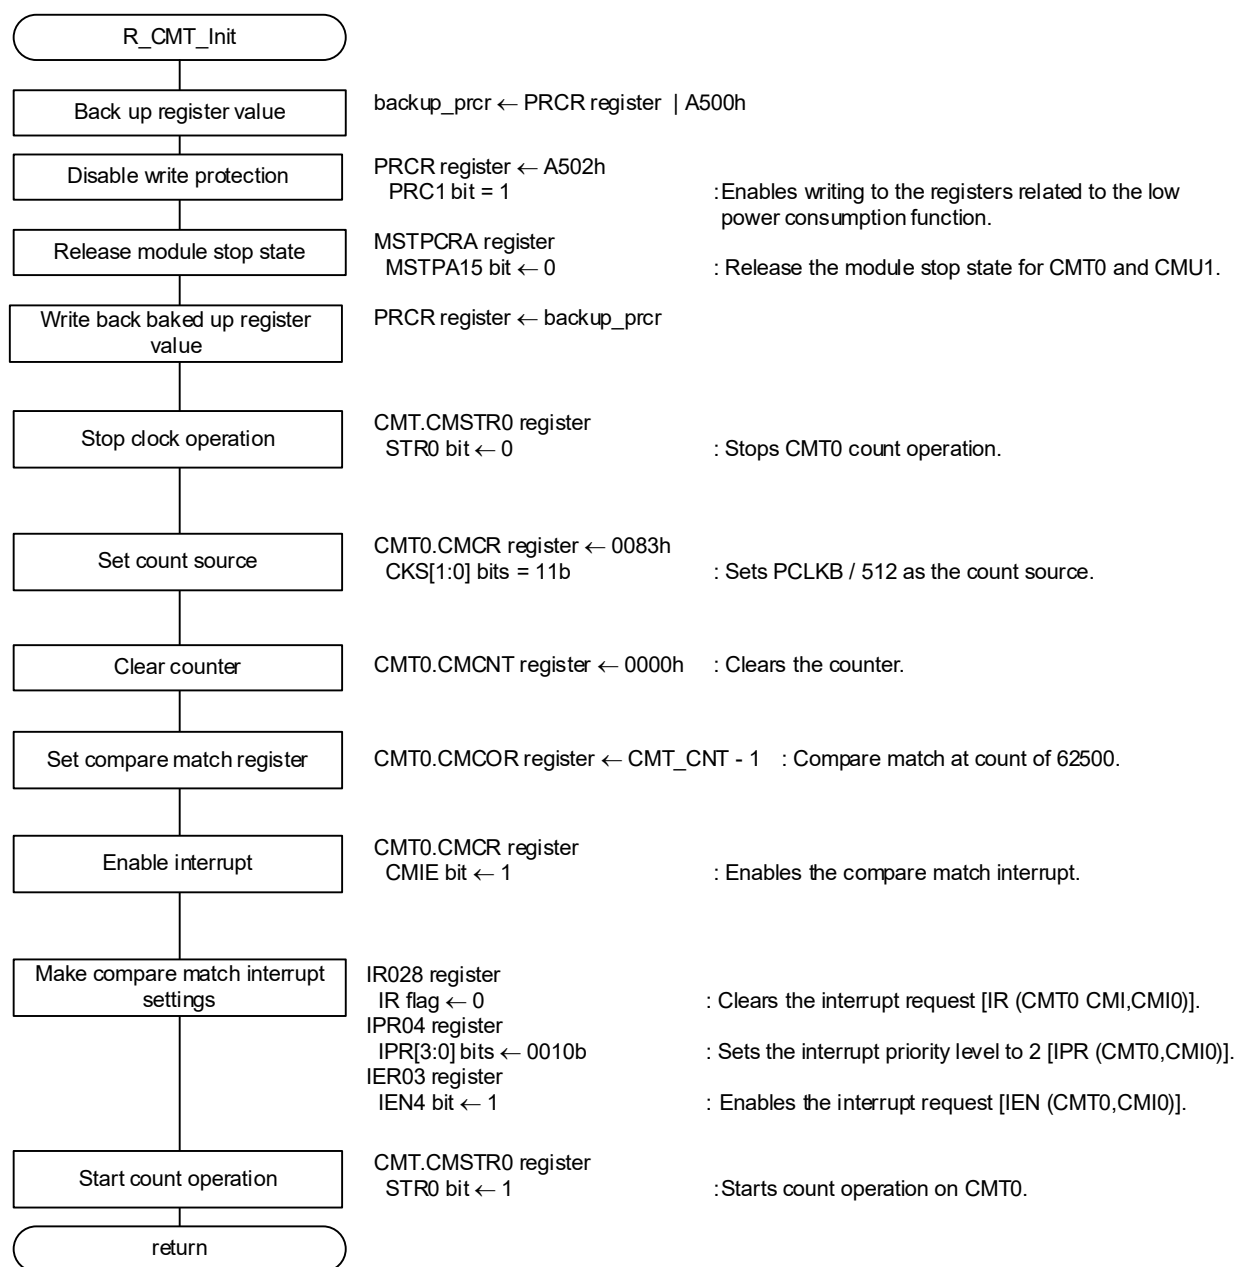 R_CMT_Init
Back up register value
backup_prcr ← PRCR register | A500h
Disable write protection
PRCR register ← A502h
PRC1 bit = 1 :Enables writing to the registers related to the low
power consumption function.
Release module stop state
MSTPCRA register
MSTPA15 bit ← 0 : Release the module stop state for CMT0 and CMU1.
Write back baked up register
value
PRCR register ← backup_prcr
Stop clock operation
CMT.CMSTR0 register
STR0 bit ← 0 : Stops CMT0 count operation.
Set count source
CMT0.CMCR register ← 0083h
CKS[1:0] bits = 11b : Sets PCLKB / 512 as the count source.
Clear counter
CMT0.CMCNT register ← 0000h : Clears the counter.
Set compare match register
CMT0.CMCOR register ← CMT_CNT - 1 : Compare match at count of 62500.
Enable interrupt
CMT0.CMCR register
CMIE bit ← 1 : Enables the compare match interrupt.
Make compare match interrupt
settings
IR028 register
IR flag ← 0 : Clears the interrupt request [IR (CMT0 CMI,CMI0)].
IPR04 register
IPR[3:0] bits ← 0010b : Sets the interrupt priority level to 2 [IPR (CMT0,CMI0)].
IER03 register
IEN4 bit ← 1 : Enables the interrupt request [IEN (CMT0,CMI0)].
Start count operation
CMT.CMSTR0 register
STR0 bit ← 1 :Starts count operation on CMT0.
return